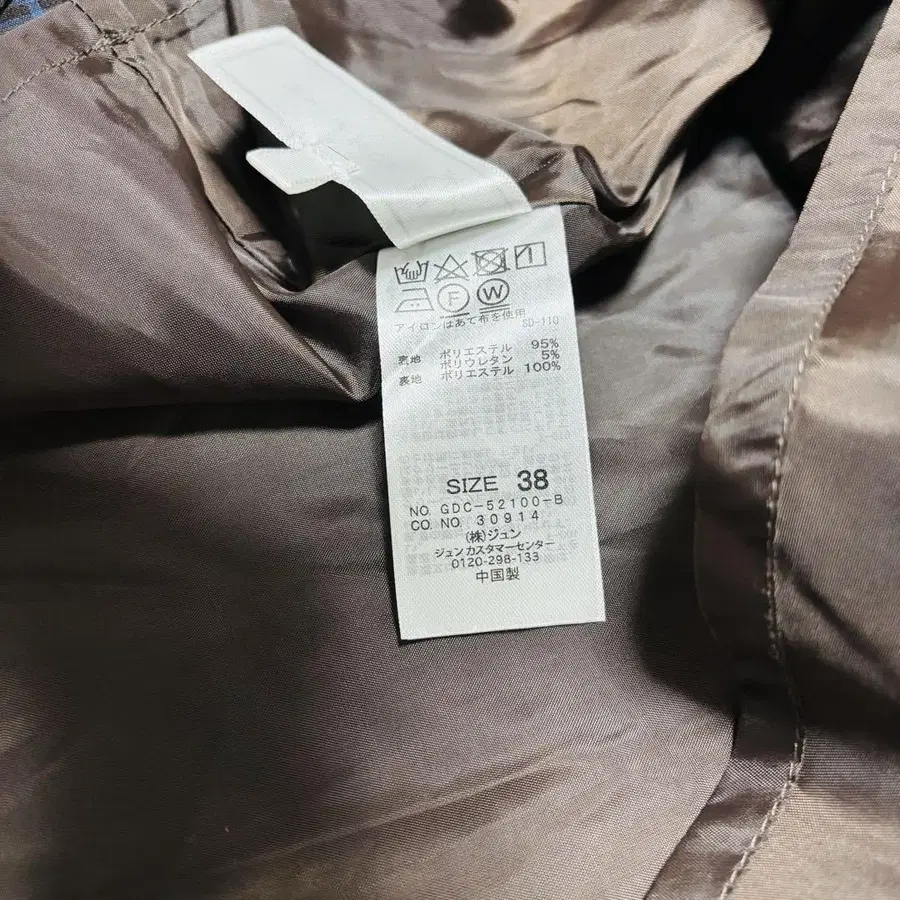 F W
アイロンはあて布を使用 SD-110
表地 ポリエステル 95%
ポリウレタン 5%
裏地 ポリエステル 100%
SIZE 38
NO. GDC-52100-B
CO. NO. 30914
(株)ジュン
ジュンカスタマーセンター
0120-298-133
中国製